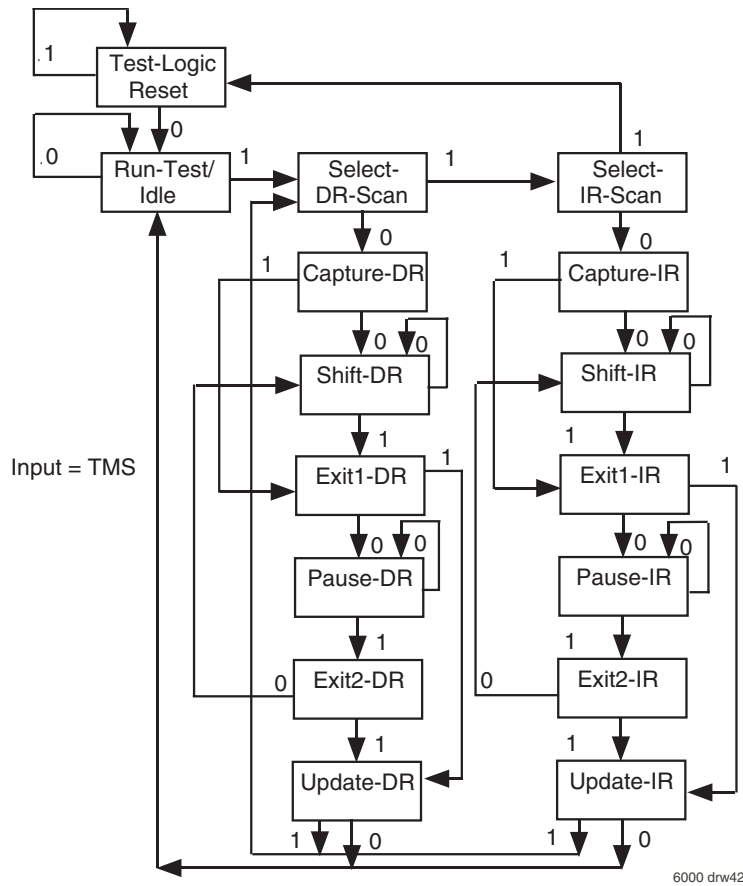 .1
Test-Logic
Reset
0
1
.0
Run-Test/
Idle
1
Select-
DR-Scan
1
Select-
IR-Scan
0
0
1
Capture-DR
1
Capture-IR
0
0
0
0
Shift-DR
Shift-IR
1
1
Input = TMS
Exit1-DR
1
Exit1-IR
1
0
0
0
0
Pause-DR
Pause-IR
1
1
0
Exit2-DR
0
Exit2-IR
1
1
Update-DR
Update-IR
1
0
1
0
6000 drw42